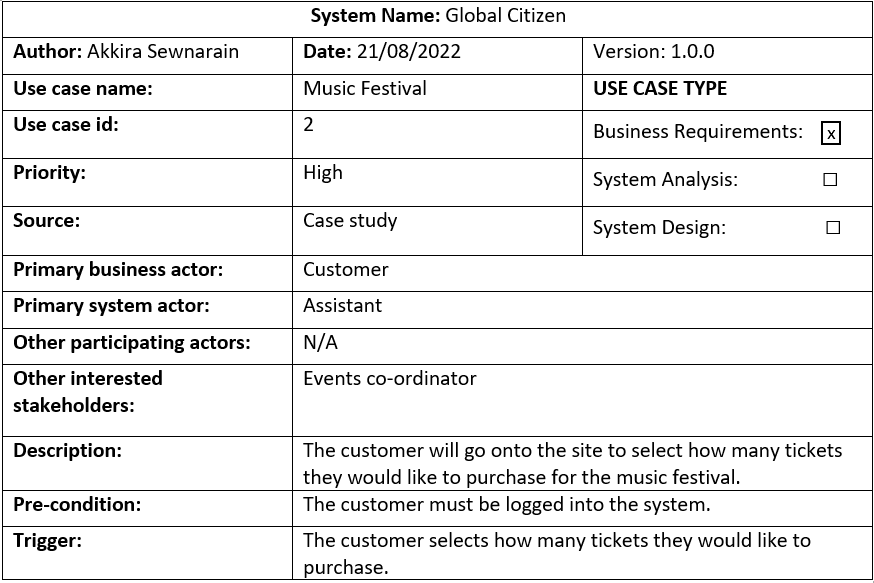 System Name: Global Citizen
Author: Akkira Sewnarain
Date: 21/08/2022
Version: 1.0.0
Use case name:
Music Festival
USE CASE TYPE
Use case id:
2
Business Requirements: x
Priority:
High
System Analysis: ☐
Source:
Case study
System Design: ☐
Primary business actor:
Customer
Primary system actor:
Assistant
Other participating actors:
N/A
Other interested
stakeholders:
Events co-ordinator
Description:
The customer will go onto the site to select how many tickets
they would like to purchase for the music festival.
Pre-condition:
The customer must be logged into the system.
Trigger:
The customer selects how many tickets they would like to
purchase.